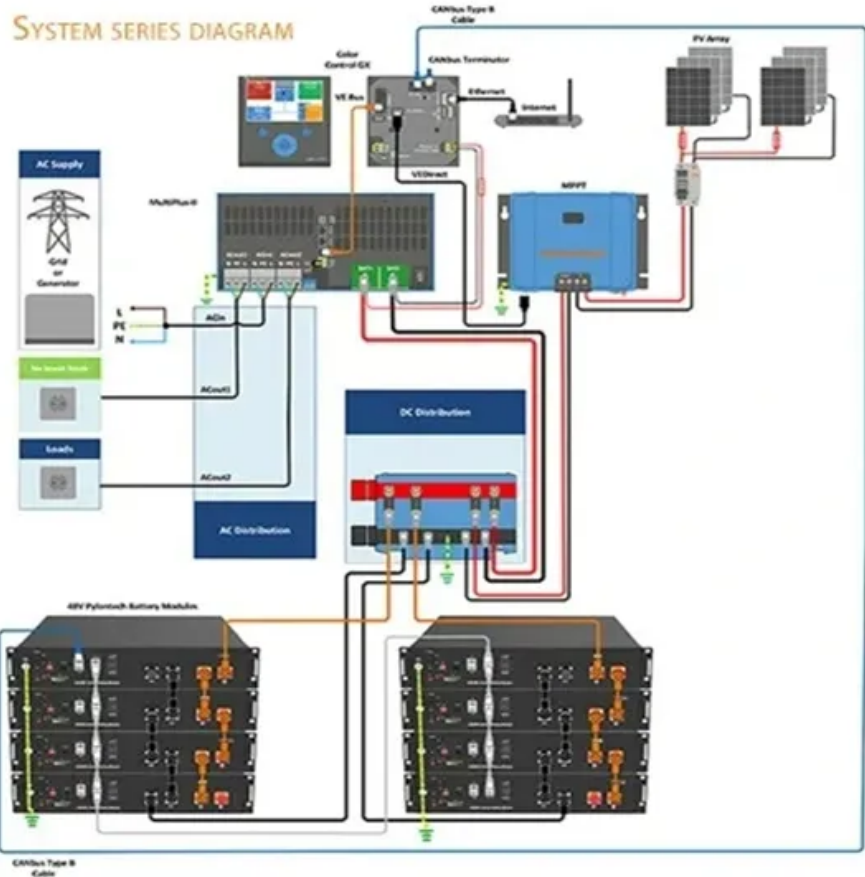 SYSTEM SERIES DIAGRAM
CANbus Type B
Cable
Color
Control GX
CANbus Terminator
PV Array
VE Bus
Ethernet
Internet
AC Supply
VEDirect
MPPT
MultiPlus-II
Grid
or
Generator
L
PE
N
ACin
ACout1
DC Distribution
Loads
ACout2
AC Distribution
48V Pylontech Battery Modules
CANbus Type B
Cable